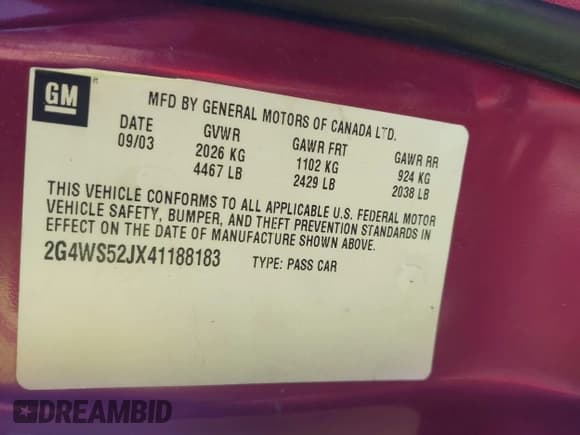 GM
MFD BY GENERAL MOTORS OF CANADA LTD.
DATE GVWR GAWR FRT GAWR RR
09/03 2026 KG 1102 KG 924 KG
4467 LB 2429 LB 2038 LB
THIS VEHICLE CONFORMS TO ALL APPLICABLE U.S. FEDERAL MOTOR
VEHICLE SAFETY, BUMPER, AND THEFT PREVENTION STANDARDS IN
EFFECT ON THE DATE OF MANUFACTURE SHOWN ABOVE.
2G4WS52JX41188183 TYPE: PASS CAR
DREAMBID